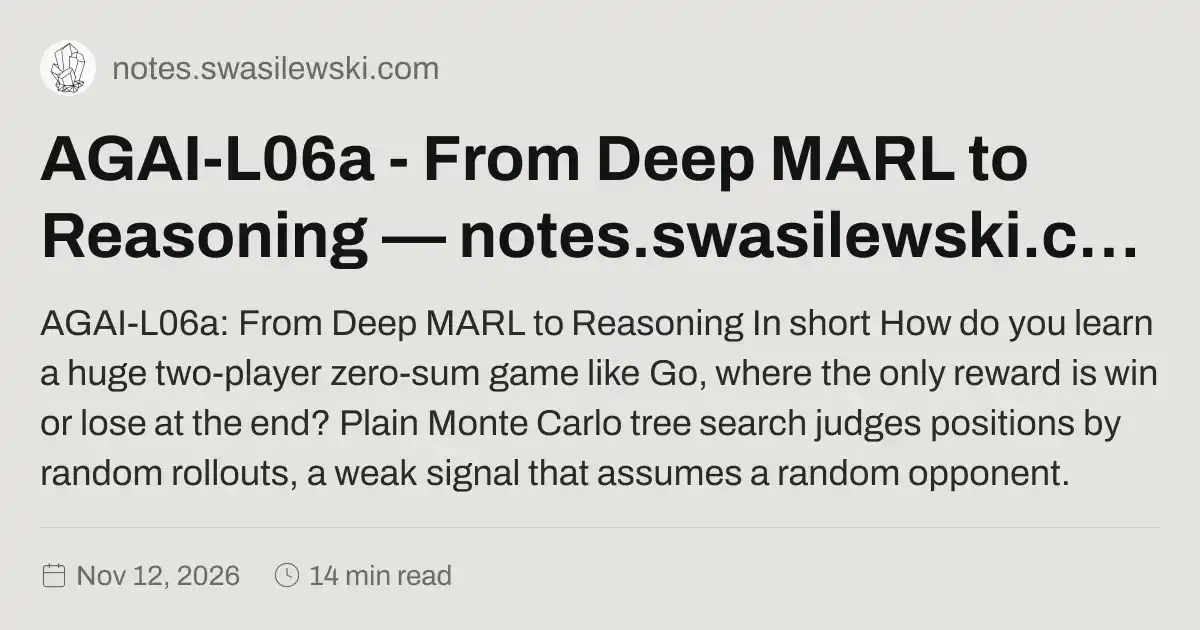 notes.swasilewski.com
AGAI-L06a - From Deep MARL to
Reasoning — notes.swasilewski.c…
AGAI-L06a: From Deep MARL to Reasoning In short How do you learn
a huge two-player zero-sum game like Go, where the only reward is win
or lose at the end? Plain Monte Carlo tree search judges positions by
random rollouts, a weak signal that assumes a random opponent.
Nov 12, 2026 14 min read